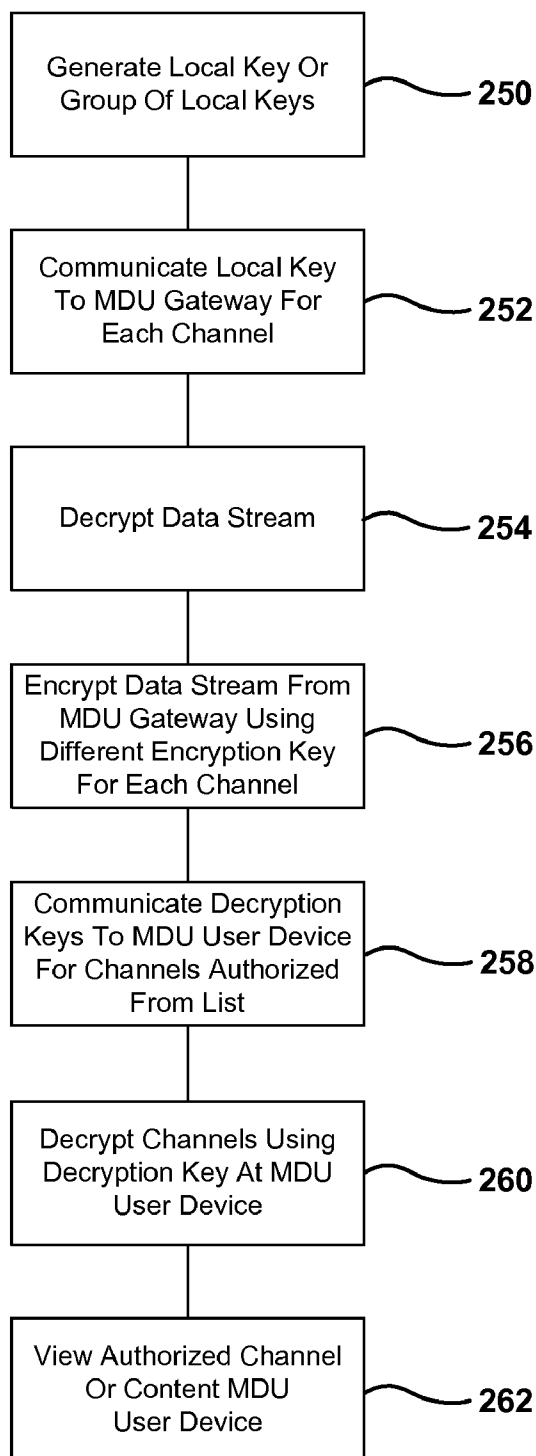 Generate Local Key Or
Group Of Local Keys
250
Communicate Local Key
To MDU Gateway For
Each Channel
252
Decrypt Data Stream
254
Encrypt Data Stream From
MDU Gateway Using
Different Encryption Key
For Each Channel
256
Communicate Decryption
Keys To MDU User Device
For Channels Authorized
From List
258
Decrypt Channels Using
Decryption Key At MDU
User Device
260
View Authorized Channel
Or Content MDU
User Device
262